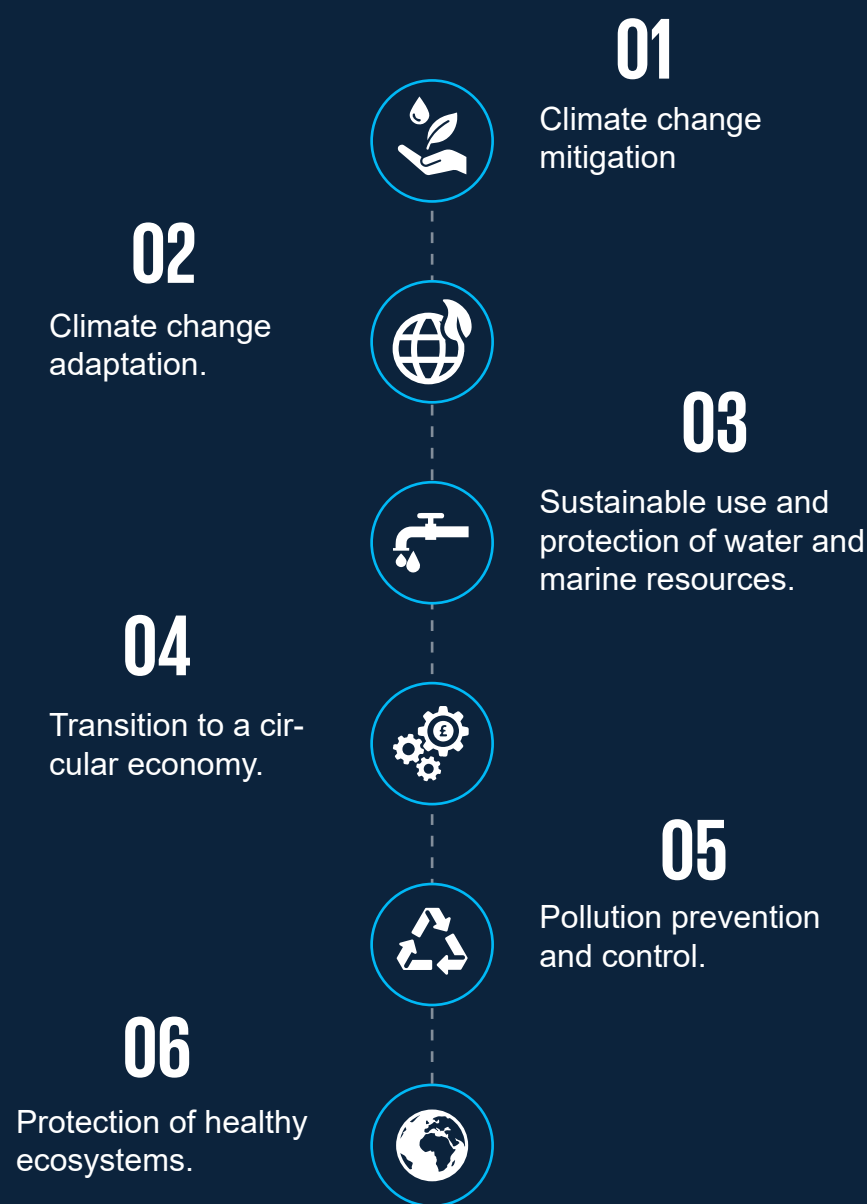 01
Climate change
mitigation
02
Climate change
adaptation.
03
Sustainable use and
protection of water and
marine resources.
04
Transition to a cir-
cular economy.
£
05
Pollution prevention
and control.
06
Protection of healthy
ecosystems.